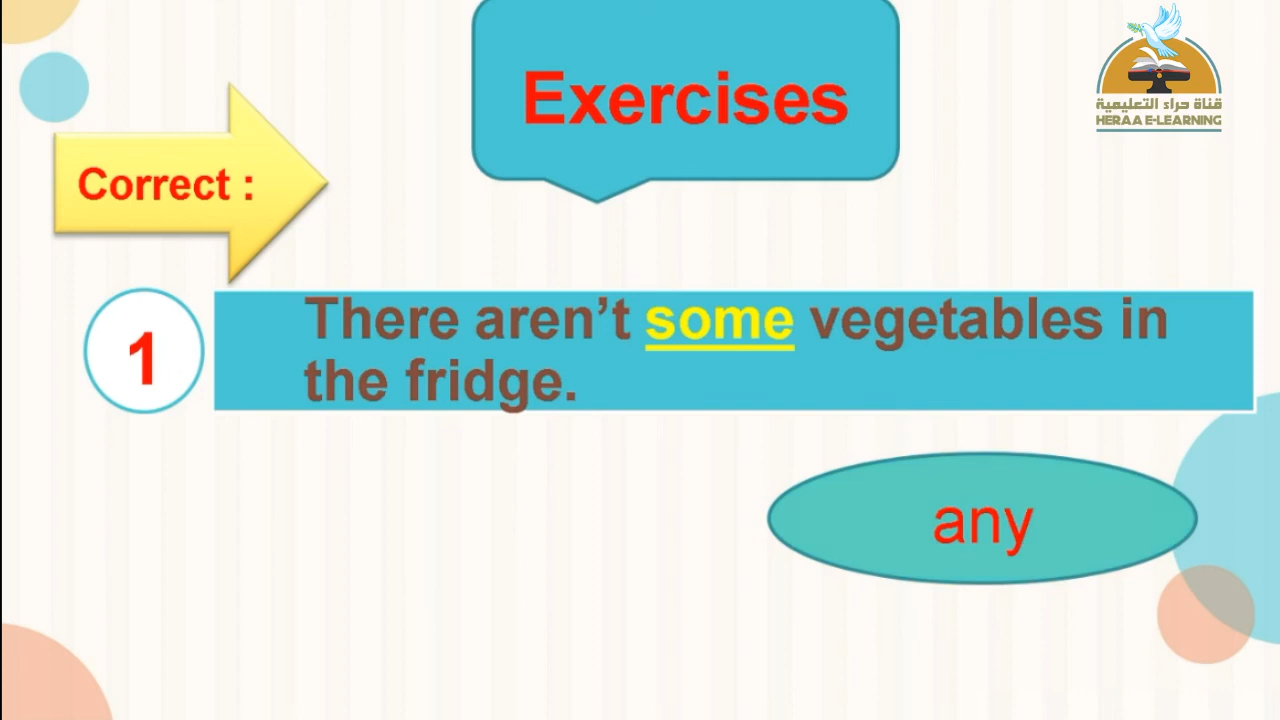 Exercises
قناة حراء التعليمية
HERAA E-LEARNING
Correct :
1
There aren’t some vegetables in
the fridge.
any